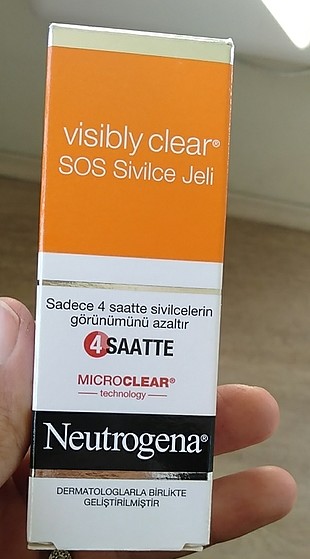 visibly clear®
SOS Sivilce Jeli
Sadece 4 saatte sivilcelerin
görünümünü azaltır
4 SAATTE
MICROCLEAR®
technology
Neutrogena®
DERMATOLOGLARLA BİRLİKTE
GELİŞTİRİLMİŞTİR